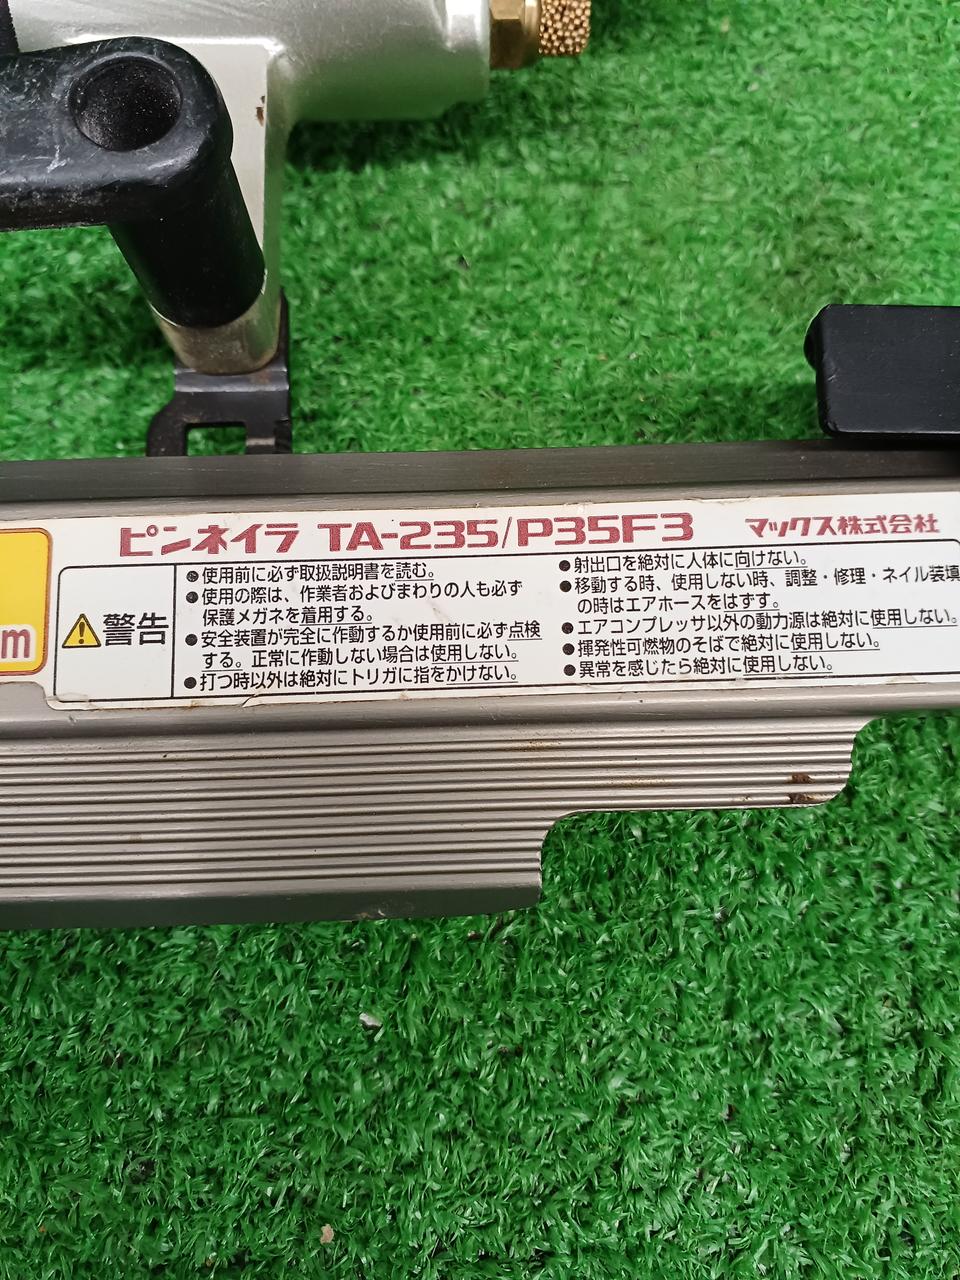 ピンネイラ TA-235/P35F3 マックス株式会社
m
警告
●使用前に必ず取扱説明書を読む。
●使用の際は、作業者およびまわりの人も必ず
保護メガネを着用する。
●安全装置が完全に作動するか使用前に必ず点検
する。正常に作動しない場合は使用しない。
●打つ時以外は絶対にトリガに指をかけない。
●射出口を絶対に人体に向けない。
●移動する時、使用しない時、調整・修理・ネイル装填
の時はエアホースをはずす。
●エアコンプレッサ以外の動力源は絶対に使用しない。
●揮発性可燃物のそばで絶対に使用しない。
●異常を感じたら絶対に使用しない。